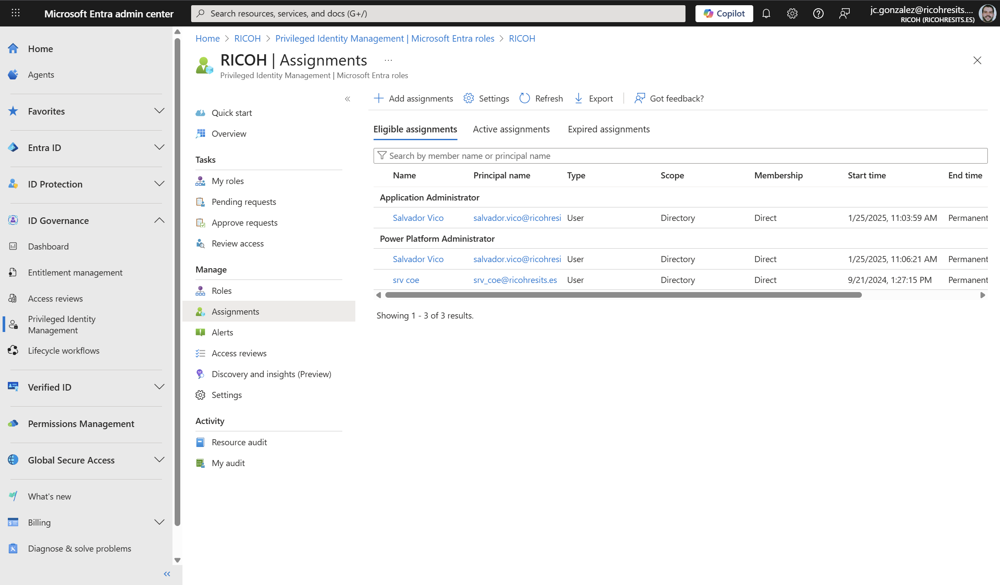 Microsoft Entra admin center
Search resources, services, and docs (G+/)
Copilot
jc.gonzalez@ricohresits....
RICOH (RICOHRESITS.ES)
Home
Agents
Favorites
Entra ID
ID Protection
ID Governance
Dashboard
Entitlement management
Access reviews
Privileged Identity
Management
Lifecycle workflows
Verified ID
Permissions Management
Global Secure Access
What's new
Billing
Diagnose & solve problems
Home > RICOH > Privileged Identity Management | Microsoft Entra roles > RICOH
RICOH | Assignments ...
Privileged Identity Management | Microsoft Entra roles
Quick start
Overview
Tasks
My roles
Pending requests
Approve requests
Review access
Manage
Roles
Assignments
Alerts
Access reviews
Discovery and insights (Preview)
Settings
Activity
Resource audit
My audit
Add assignments Settings Refresh Export Got feedback?
Eligible assignments Active assignments Expired assignments
Search by member name or principal name
Name Principal name Type Scope Membership Start time End time
Application Administrator
Salvador Vico salvador.vico@ricohresi User Directory Direct 1/25/2025, 11:03:59 AM Permanent
Power Platform Administrator
Salvador Vico salvador.vico@ricohresi User Directory Direct 1/25/2025, 11:06:21 AM Permanent
srv coe srv_coe@ricohresits.es User Directory Direct 9/21/2024, 1:27:15 PM Permanent
Showing 1 - 3 of 3 results.